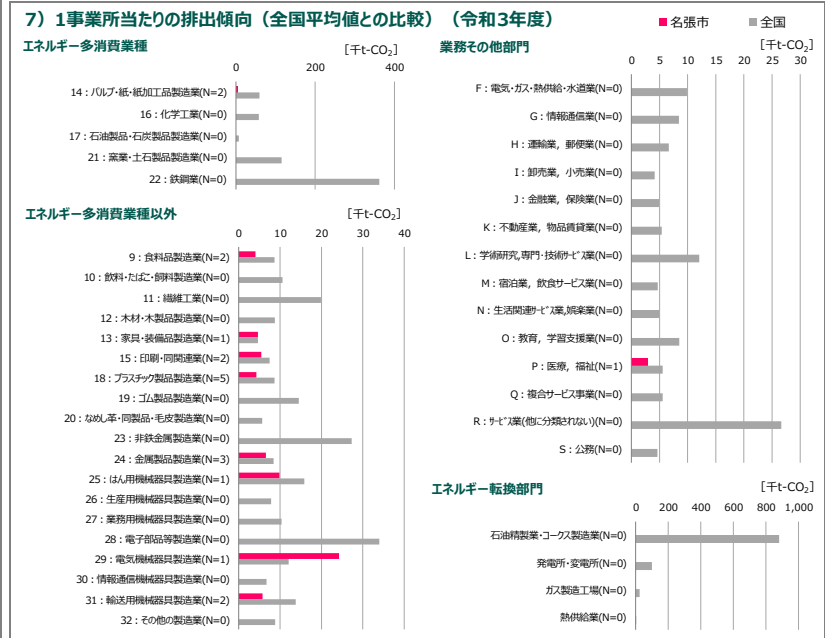 7）1事業所当たりの排出傾向（全国平均値との比較）（令和3年度）
名張市 全国
エネルギー多消費業種
[千t-CO₂]
0 200 400
14：パルプ・紙・紙加工品製造業(N=2)
16：化学工業(N=0)
17：石油製品・石炭製品製造業(N=0)
21：窯業・土石製品製造業(N=0)
22：鉄鋼業(N=0)
エネルギー多消費業種以外
[千t-CO₂]
0 10 20 30 40
9：食料品製造業(N=2)
10：飲料・たばこ・飼料製造業(N=0)
11：繊維工業(N=0)
12：木材・木製品製造業(N=0)
13：家具・装備品製造業(N=1)
15：印刷・同関連業(N=2)
18：プラスチック製品製造業(N=5)
19：ゴム製品製造業(N=0)
20：なめし革・同製品・毛皮製造業(N=0)
23：非鉄金属製造業(N=0)
24：金属製品製造業(N=3)
25：はん用機械器具製造業(N=1)
26：生産用機械器具製造業(N=0)
27：業務用機械器具製造業(N=0)
28：電子部品等製造業(N=0)
29：電気機械器具製造業(N=1)
30：情報通信機械器具製造業(N=0)
31：輸送用機械器具製造業(N=2)
32：その他の製造業(N=0)
業務その他部門
[千t-CO₂]
0 5 10 15 20 25 30
F：電気・ガス・熱供給・水道業(N=0)
G：情報通信業(N=0)
H：運輸業，郵便業(N=0)
I：卸売業，小売業(N=0)
J：金融業，保険業(N=0)
K：不動産業，物品賃貸業(N=0)
L：学術研究,専門・技術サービス業(N=0)
M：宿泊業，飲食サービス業(N=0)
N：生活関連サービス業,娯楽業(N=0)
O：教育，学習支援業(N=0)
P：医療，福祉(N=1)
Q：複合サービス事業(N=0)
R：サービス業(他に分類されない)(N=0)
S：公務(N=0)
エネルギー転換部門
[千t-CO₂]
0 200 400 600 800 1,000
石油精製業・コークス製造業(N=0)
発電所・変電所(N=0)
ガス製造工場(N=0)
熱供給業(N=0)